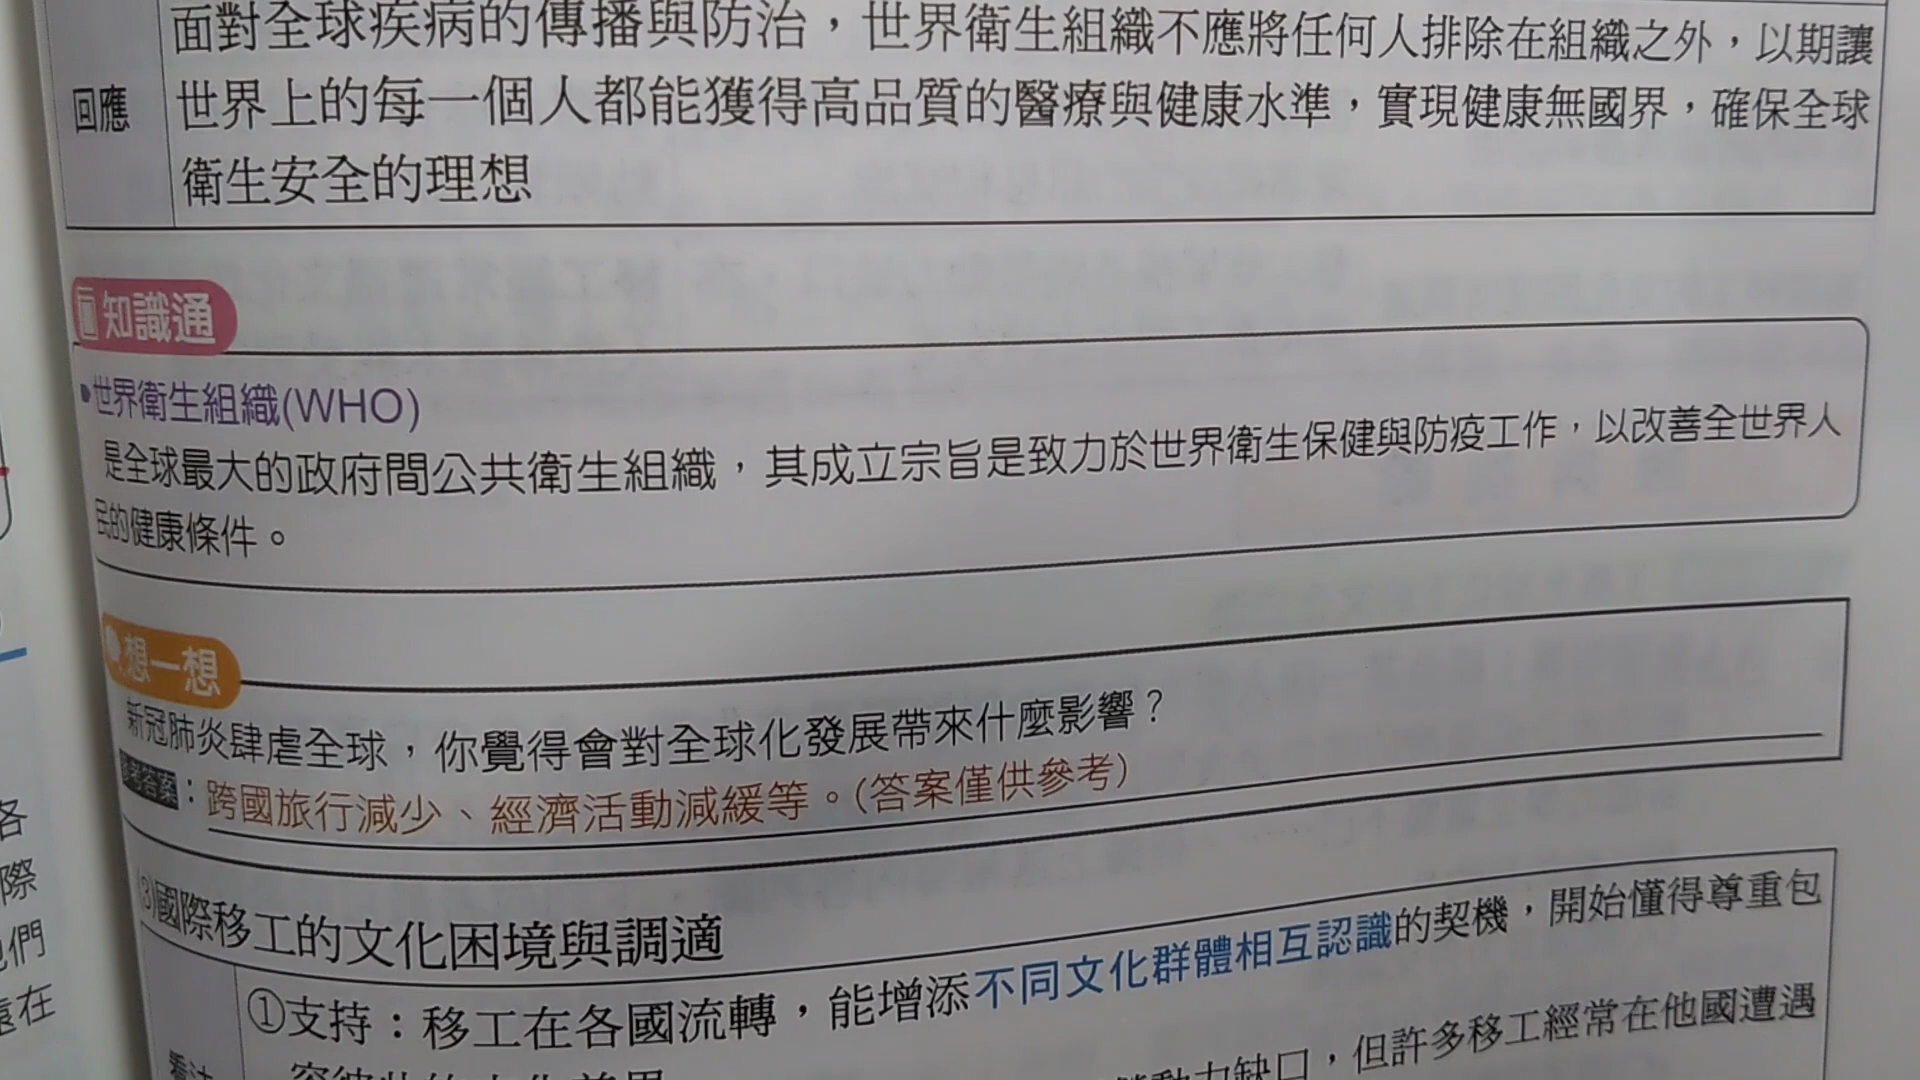 面對全球疾病的傳播與防治，世界衛生組織不應將任何人排除在組織之外，以期讓
回應
世界上的每一個人都能獲得高品質的醫療與健康水準，實現健康無國界，確保全球
衛生安全的理想
知識通
世界衛生組織(WHO)
是全球最大的政府間公共衛生組織，其成立宗旨是致力於世界衛生保健與防疫工作，以改善全世界人
民的健康條件。
想一想
新冠肺炎肆虐全球，你覺得會對全球化發展帶來什麼影響？
參考答案：跨國旅行減少、經濟活動減緩等。(答案僅供參考)
(3)國際移工的文化困境與調適
①支持：移工在各國流轉，能增添不同文化群體相互認識的契機，開始懂得尊重包
缺口，但許多移工經常在他國遭遇
各
際
他們
在